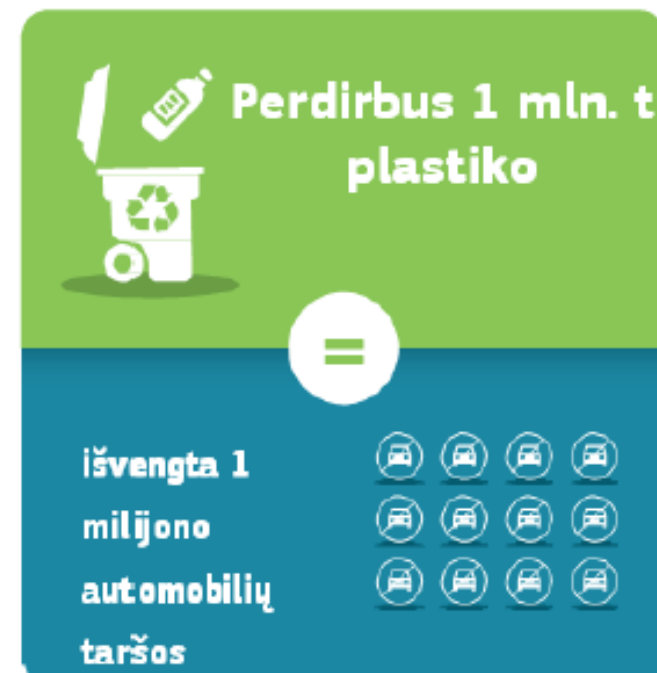 Perdirbus 1 mln. t
plastiko
=
išvengta 1
milijono
automobilių
taršos